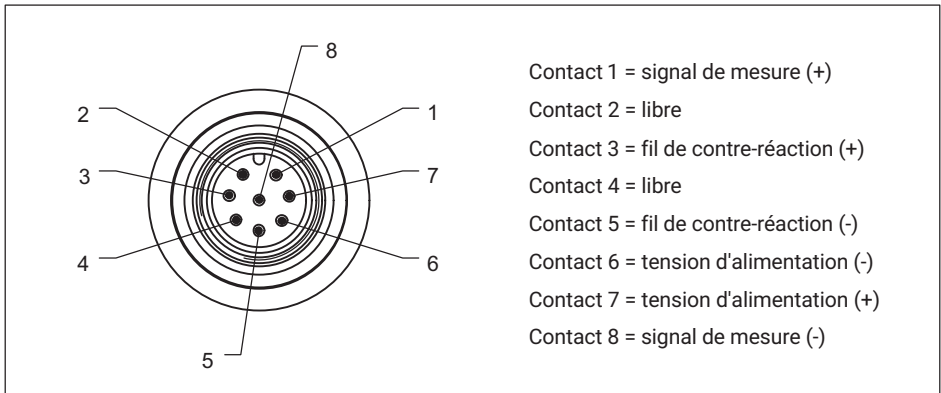 8
2
1
3
7
4
6
5
Contact 1 = signal de mesure (+)
Contact 2 = libre
Contact 3 = fil de contre-réaction (+)
Contact 4 = libre
Contact 5 = fil de contre-réaction (-)
Contact 6 = tension d'alimentation (-)
Contact 7 = tension d'alimentation (+)
Contact 8 = signal de mesure (-)